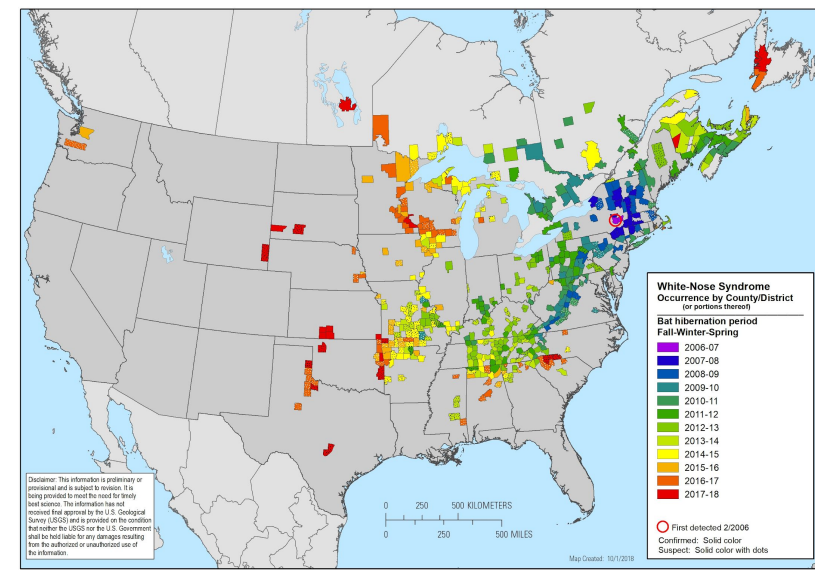 White-Nose Syndrome
Occurrence by County/District
(or portions thereof)
Bat hibernation period
Fall-Winter-Spring
2006-07
2007-08
2008-09
2009-10
2010-11
2011-12
2012-13
2013-14
2014-15
2015-16
2016-17
2017-18
First detected 2/2006
Confirmed: Solid color
Suspect: Solid color with dots
Disclaimer: This information is preliminary or
provisional and is subject to revision. It is
being provided to meet the need for timely
best science. The information has not
received final approval by the U.S. Geological
Survey (USGS) and is provided on the condition
that neither the USGS nor the U.S. Government
shall be held liable for any damages resulting
from the authorized or unauthorized use of
the information.
0 250 500 KILOMETERS
0 250 500 MILES
Map Created: 10/1/2018